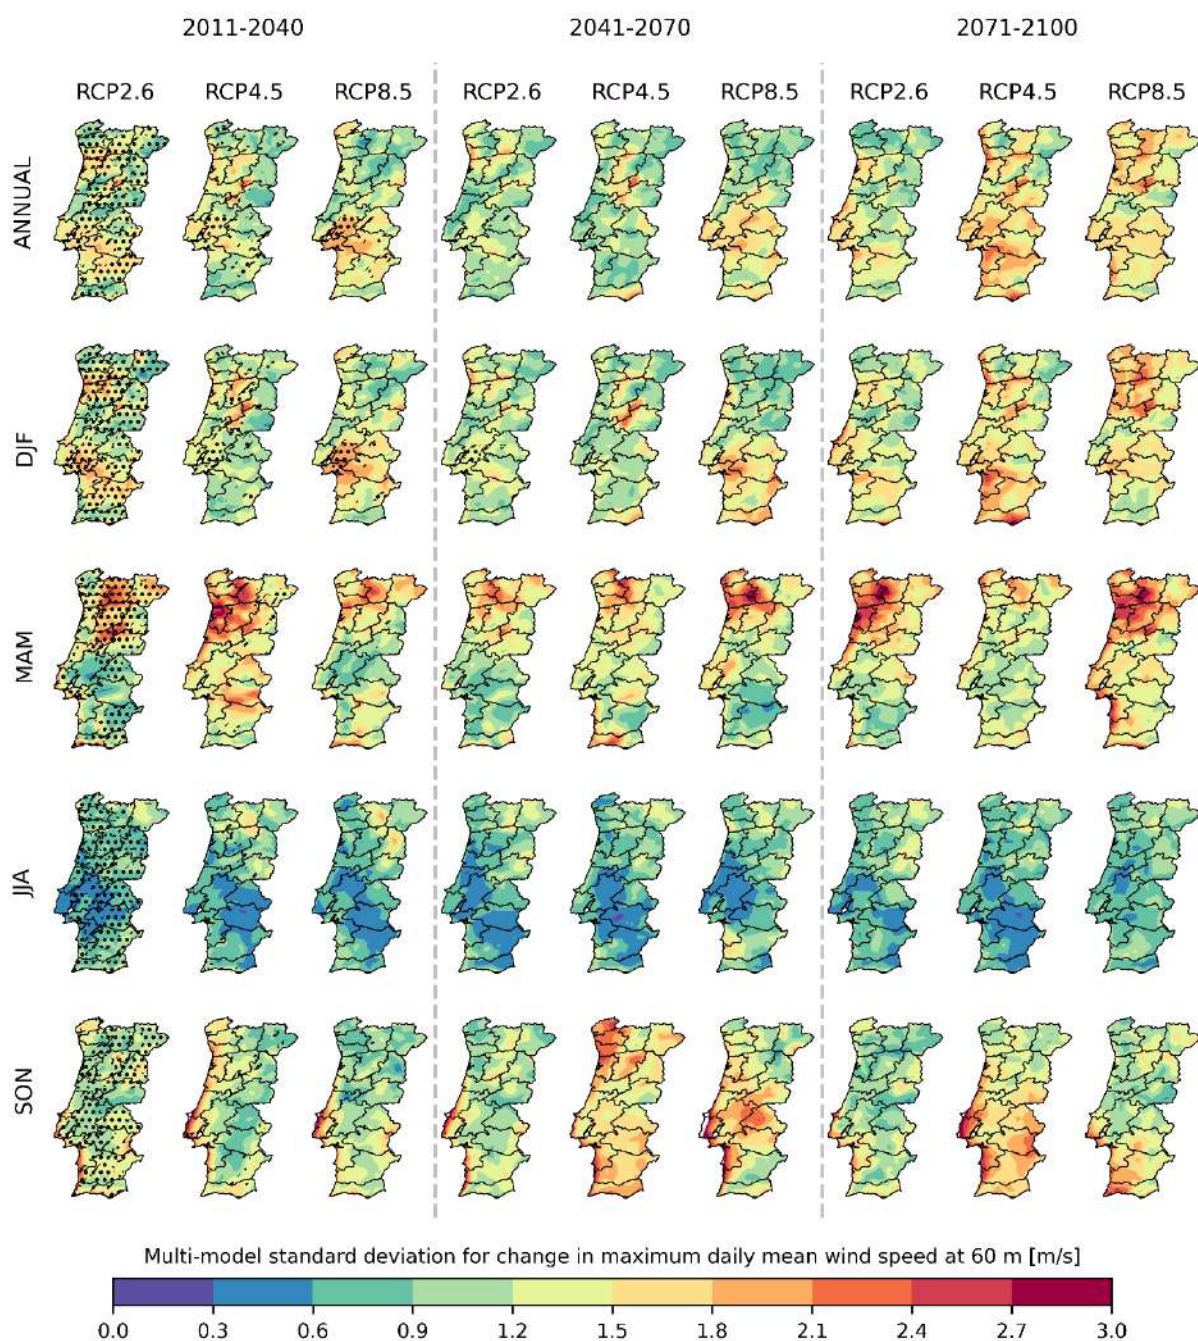 2011-2040 2041-2070 2071-2100
RCP2.6 RCP4.5 RCP8.5 RCP2.6 RCP4.5 RCP8.5 RCP2.6 RCP4.5 RCP8.5
ANNUAL
DJF
MAM
JJA
SON
Multi-model standard deviation for change in maximum daily mean wind speed at 60 m [m/s]
0.0 0.3 0.6 0.9 1.2 1.5 1.8 2.1 2.4 2.7 3.0